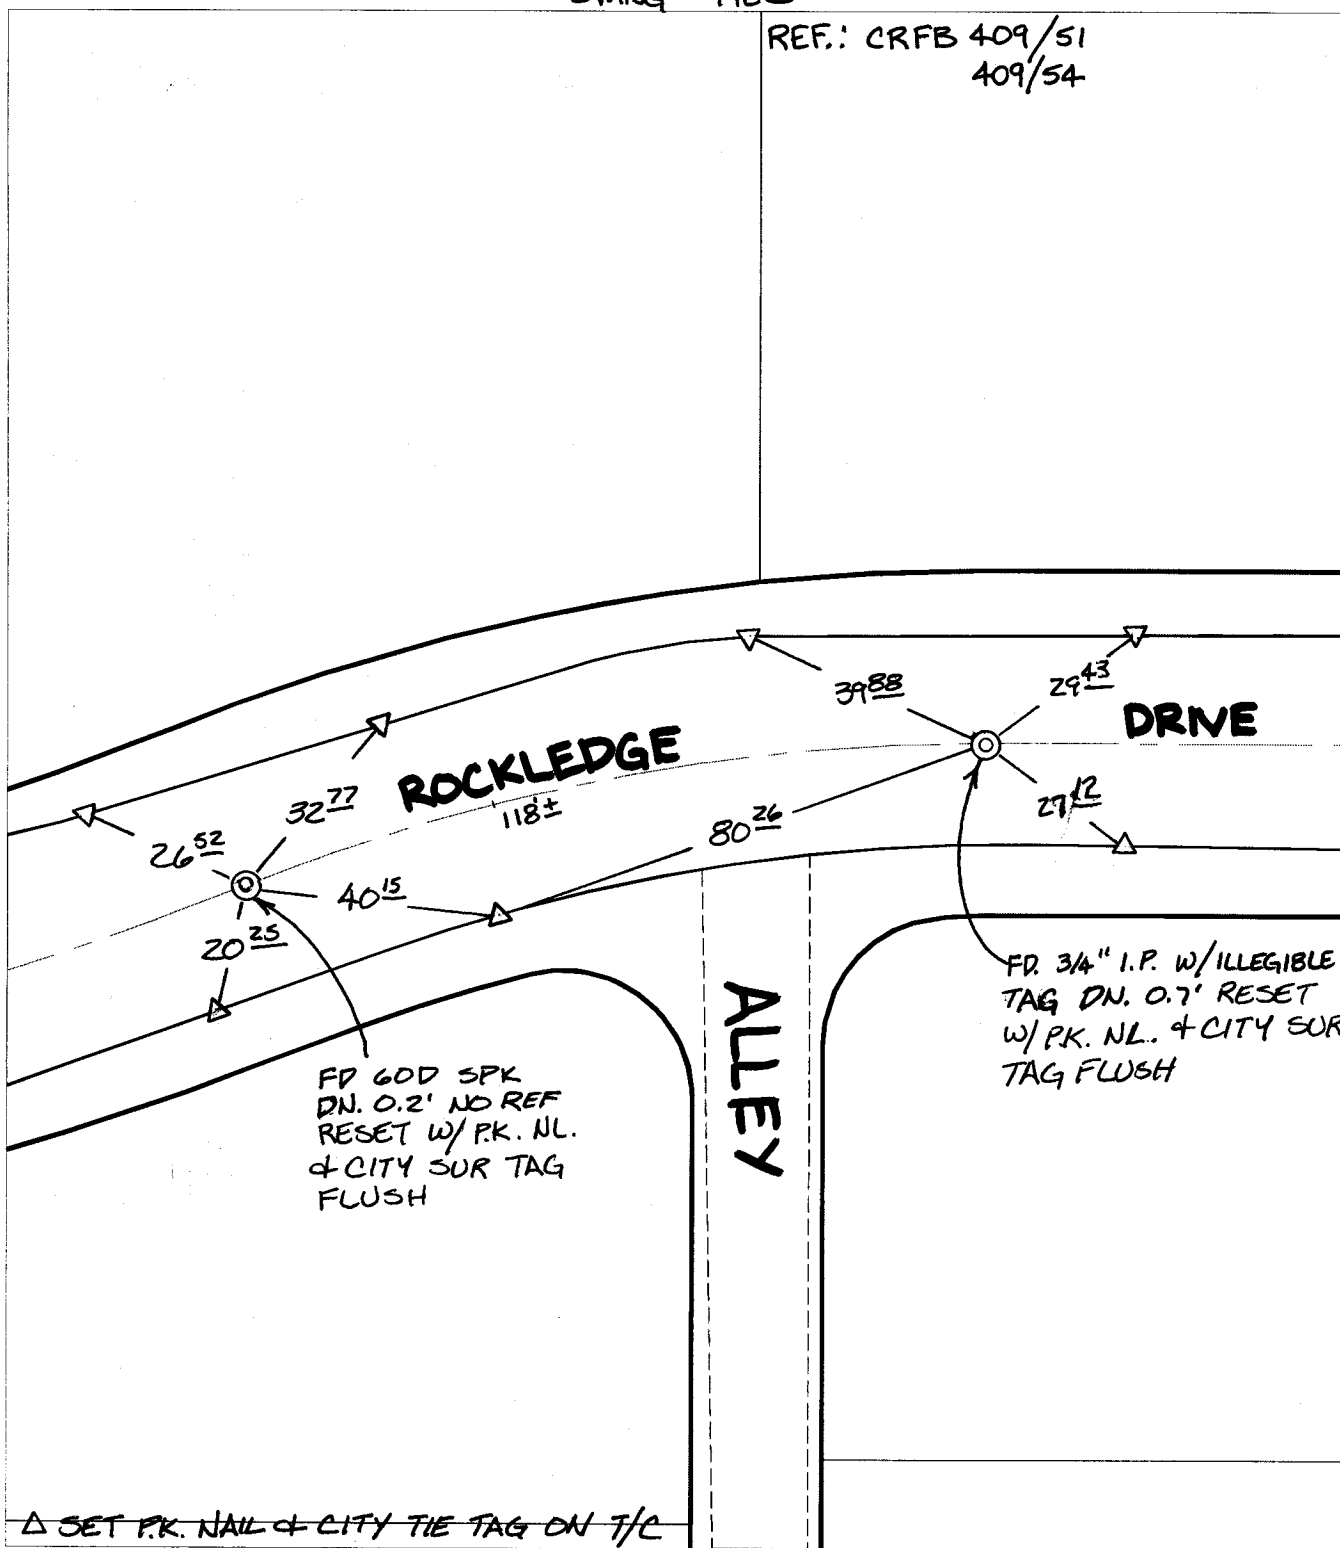 REF.: CRFB 409/51
409/54
39 88
29 43
DRIVE
ROCKLEDGE
118'±
32 77
27 12
80 26
26 52
40 15
20 25
FD. 3/4" I.P. W/ILLEGIBLE
TAG DN. 0.7' RESET
W/ P.K. NL. & CITY SUR
TAG FLUSH
ALLEY
FD 60D SPK
DN. 0.2' NO REF
RESET W/ P.K. NL.
& CITY SUR TAG
FLUSH
△ SET P.K. NAIL & CITY TIE TAG ON T/C